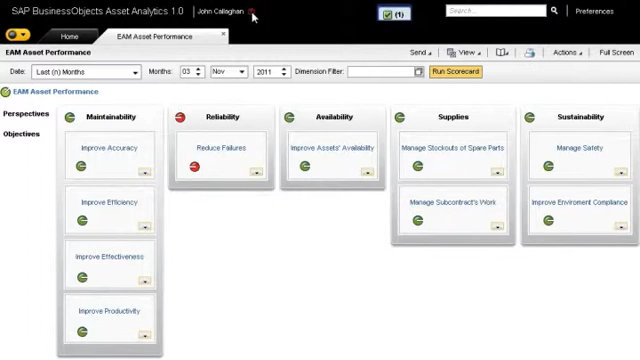 SAP BusinessObjects Asset Analytics 1.0 John Callaghan (1) Search... Preferences
Home EAM Asset Performance
EAM Asset Performance Send View Actions Full Screen
Date: Last (n) Months Months: 03 Nov 2011 Dimension Filter: Run Scorecard
EAM Asset Performance
Perspectives Maintainability Reliability Availability Supplies Sustainability
Objectives Improve Accuracy Reduce Failures Improve Assets' Availability Manage Stockouts of Spare Parts Manage Safety
Improve Efficiency Manage Subcontract's Work Improve Enviroment Compliance
Improve Effectiveness
Improve Productivity